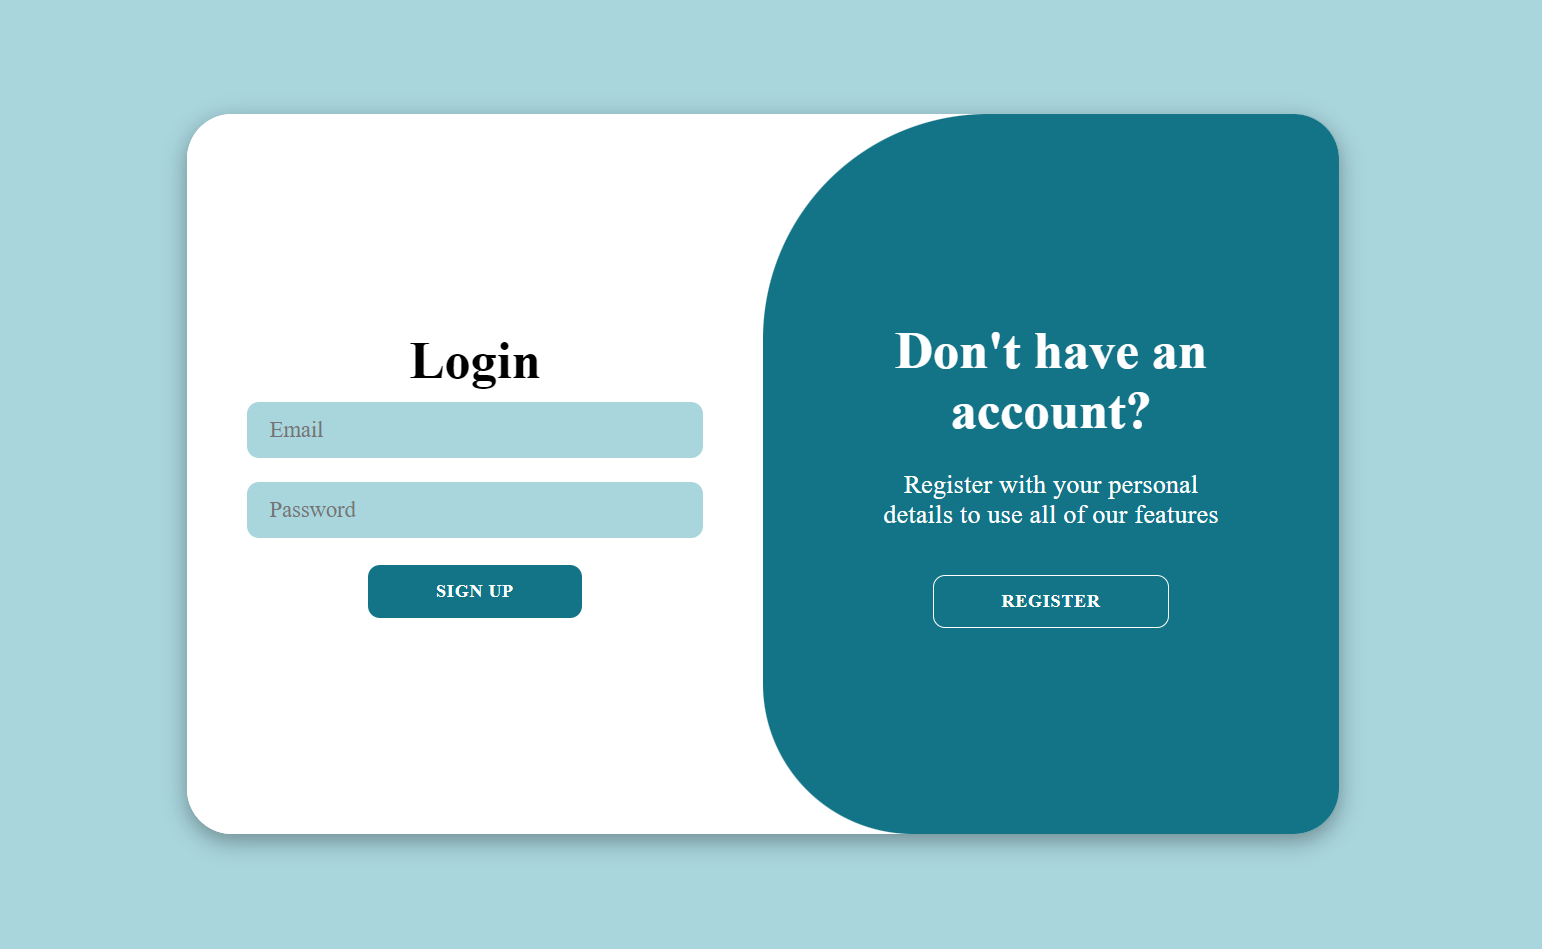 Login
Email
Password
SIGN UP
Don't have an
account?
Register with your personal
details to use all of our features
REGISTER